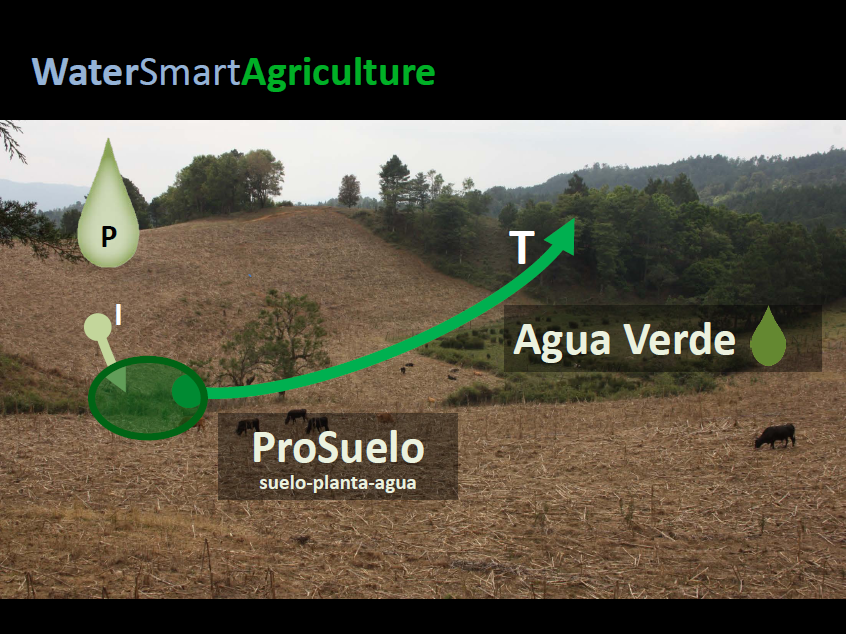 WaterSmartAgriculture
P
I
T
Agua Verde
ProSuelo
suelo-planta-agua